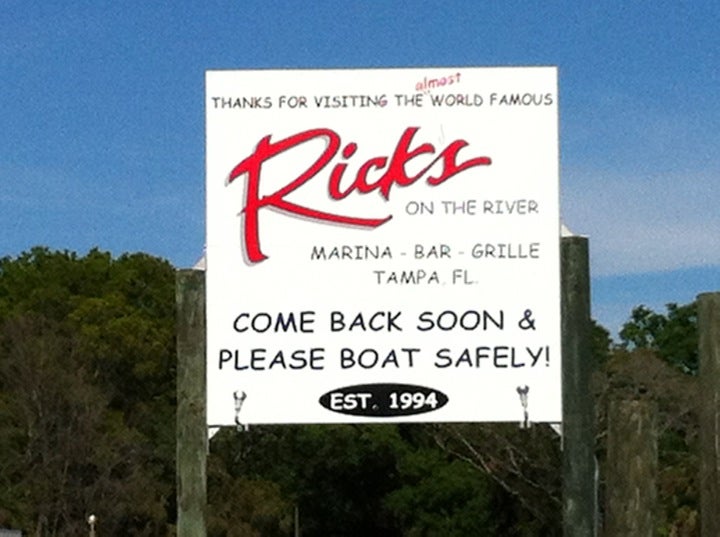 THANKS FOR VISITING THE almost WORLD FAMOUS
Rick's
ON THE RIVER
MARINA - BAR - GRILLE
TAMPA, FL.
COME BACK SOON &
PLEASE BOAT SAFELY!
EST. 1994